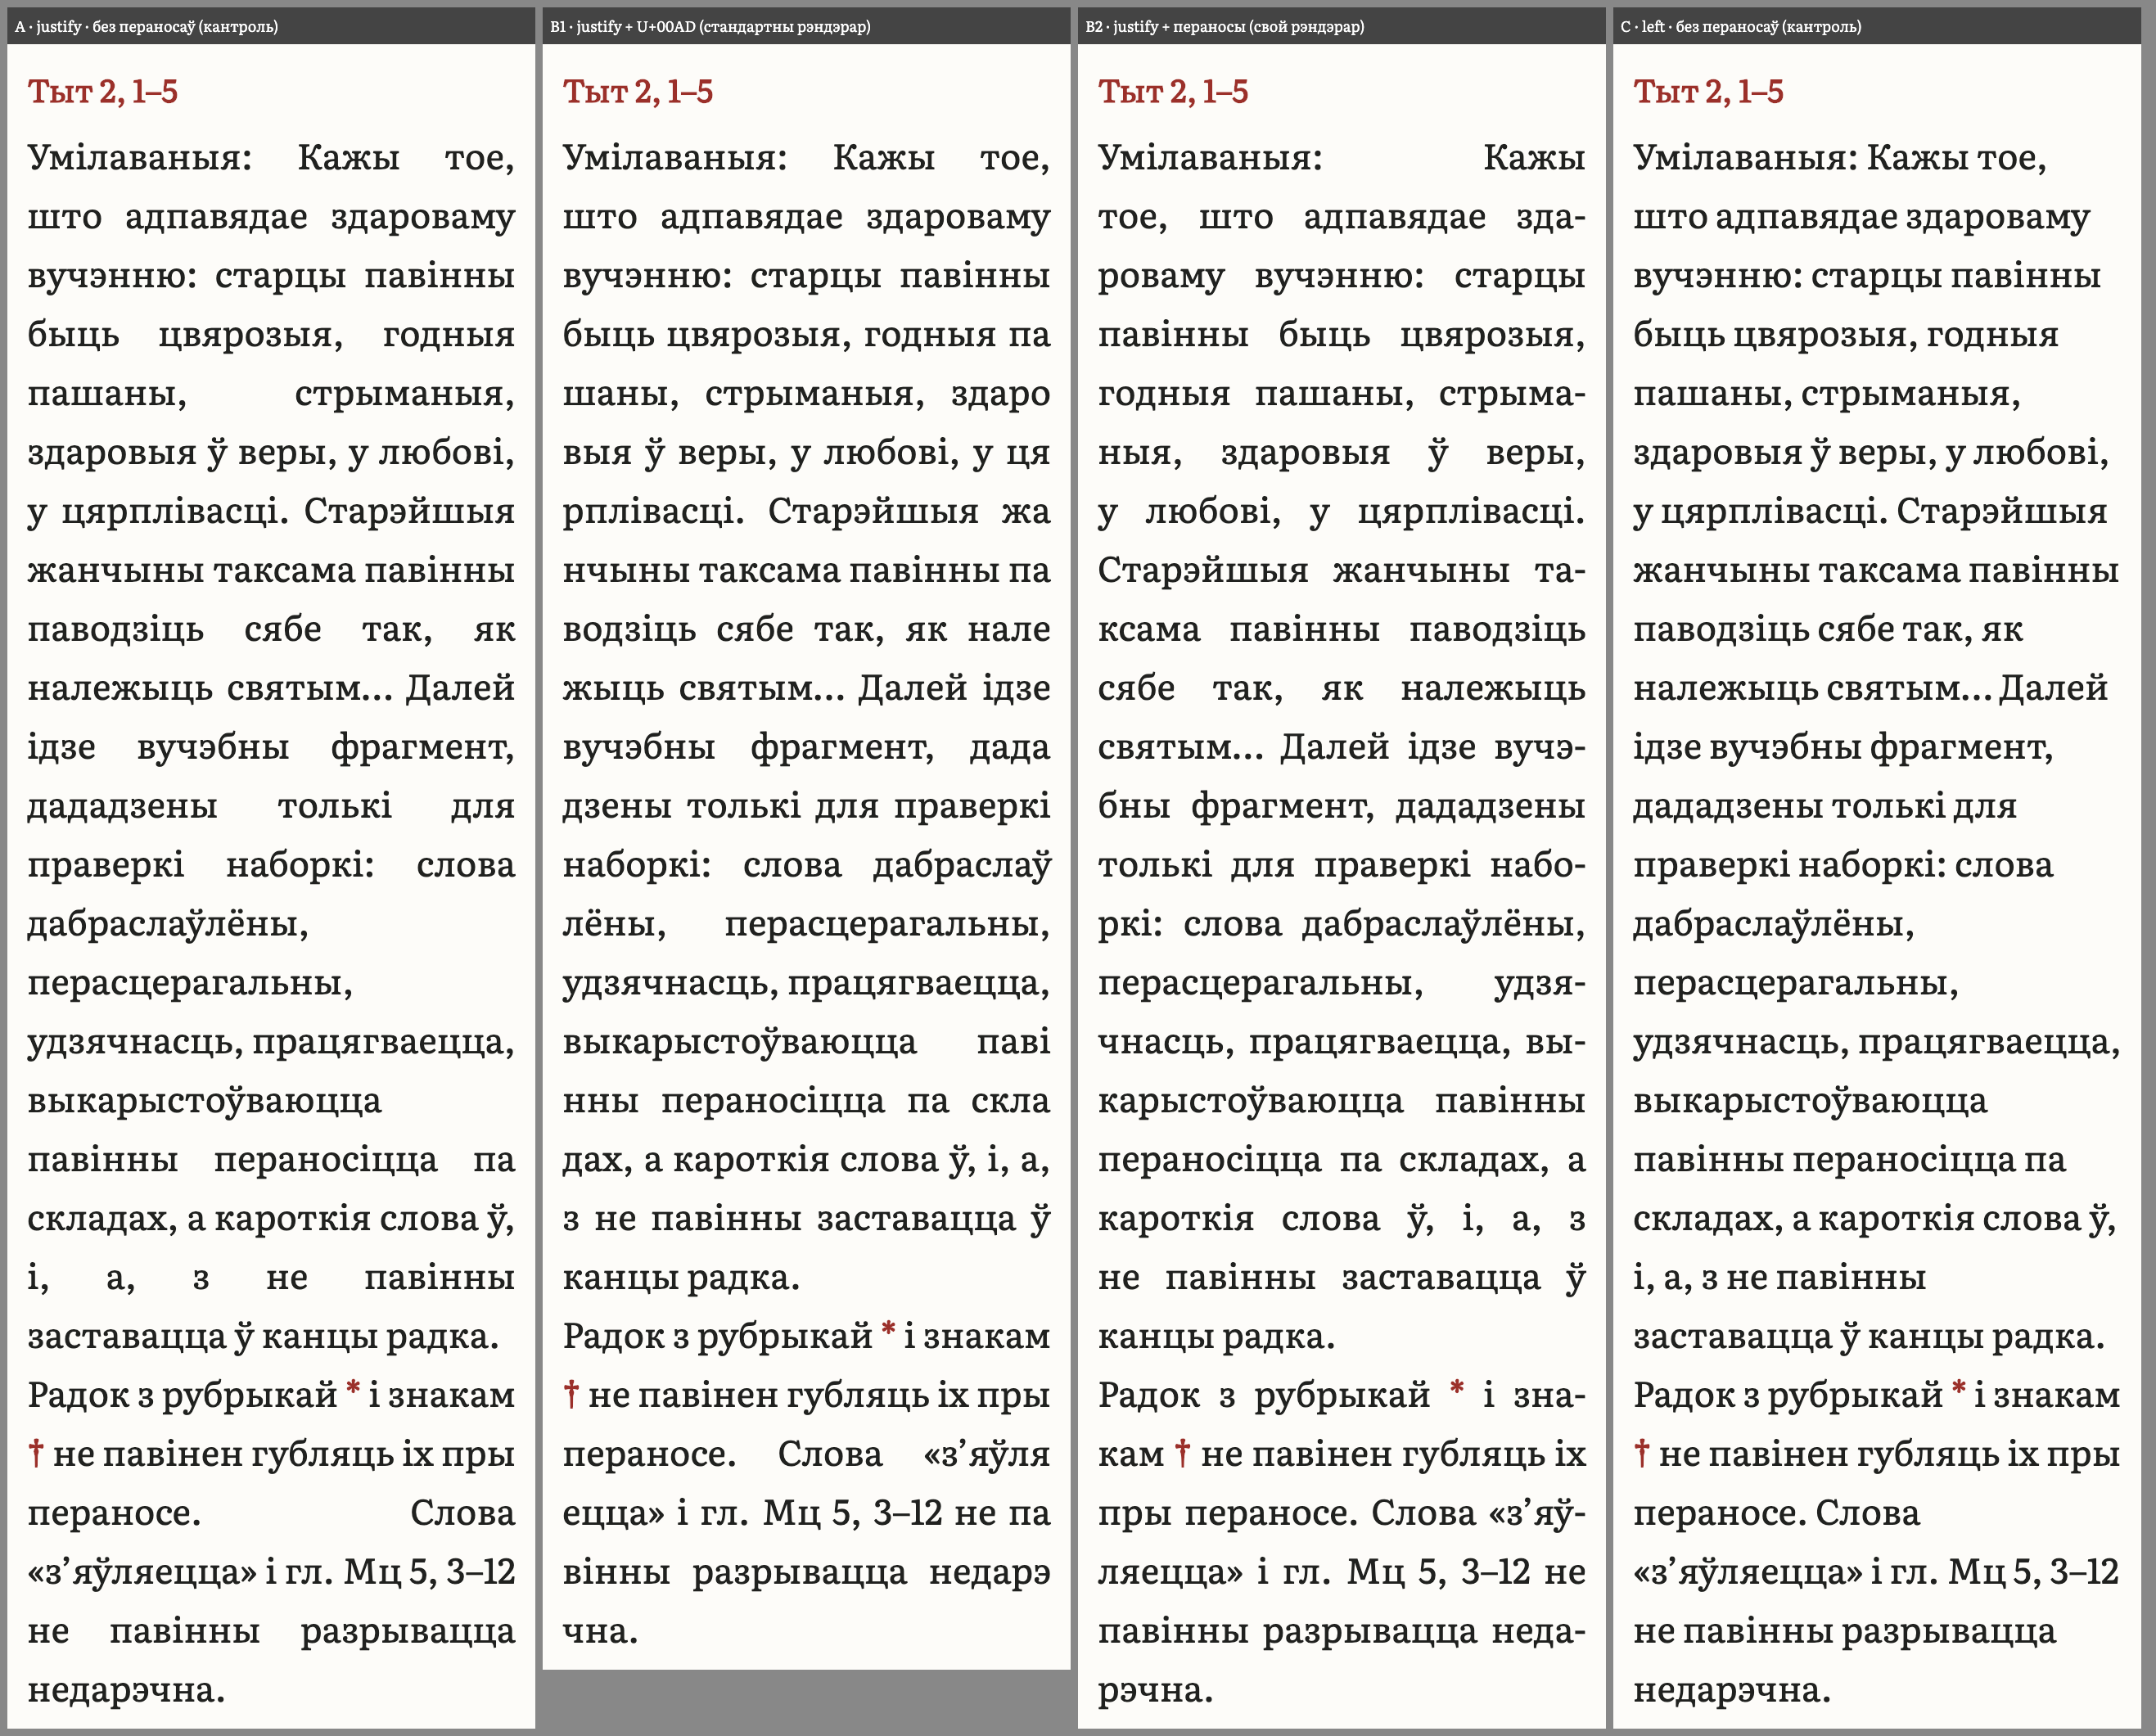 A · justify · без пераносаў (кантроль)
Тыт 2, 1–5
Умілаваныя: Кажы тое,
што адпавядае здароваму
вучэнню: старцы павінны
быць цвярозыя, годныя
пашаны, стрыманыя,
здаровыя ў веры, у любові,
у цярплівасці. Старэйшыя
жанчыны таксама павінны
паводзіць сябе так, як
належыць святым… Далей
ідзе вучэбны фрагмент,
дададзены толькі для
праверкі наборкі: слова
дабраслаўлёны,
перасцерагальны,
удзячнасць, працягваецца,
выкарыстоўваюцца
павінны пераносіцца па
складах, а кароткія слова ў,
і, а, з не павінны
заставацца ў канцы радка.
Радок з рубрыкай * і знакам
† не павінен губляць іх пры
пераносе. Слова
«з’яўляецца» і гл. Мц 5, 3–12
не павінны разрывацца
недарэчна.
B1 · justify + U+00AD (стандартны рэндэрар)
Тыт 2, 1–5
Умілаваныя: Кажы тое,
што адпавядае здароваму
вучэнню: старцы павінны
быць цвярозыя, годныя па
шаны, стрыманыя, здаро
выя ў веры, у любові, у ця
рплівасці. Старэйшыя жа
нчыны таксама павінны па
водзіць сябе так, як нале
жыць святым… Далей ідзе
вучэбны фрагмент, дада
дзены толькі для праверкі
наборкі: слова дабраслаў
лёны, перасцерагальны,
удзячнасць, працягваецца,
выкарыстоўваюцца паві
нны пераносіцца па скла
дах, а кароткія слова ў, і, а,
з не павінны заставацца ў
канцы радка.
Радок з рубрыкай * і знакам
† не павінен губляць іх пры
пераносе. Слова «з’яўля
ецца» і гл. Мц 5, 3–12 не па
вінны разрывацца недарэ
чна.
B2 · justify + пераносы (свой рэндэрар)
Тыт 2, 1–5
Умілаваныя: Кажы
тое, што адпавядае зда-
роваму вучэнню: старцы
павінны быць цвярозыя,
годныя пашаны, стрыма-
ныя, здаровыя ў веры,
у любові, у цярплівасці.
Старэйшыя жанчыны та-
ксама павінны паводзіць
сябе так, як належыць
святым… Далей ідзе вучэ-
бны фрагмент, дададзены
толькі для праверкі набо-
ркі: слова дабраслаўлёны,
перасцерагальны, удзя-
чнасць, працягваецца, вы-
карыстоўваюцца павінны
пераносіцца па складах, а
кароткія слова ў, і, а, з
не павінны заставацца ў
канцы радка.
Радок з рубрыкай * і зна-
кам † не павінен губляць іх
пры пераносе. Слова «з’яў-
ляецца» і гл. Мц 5, 3–12 не
павінны разрывацца неда-
рэчна.
C · left · без пераносаў (кантроль)
Тыт 2, 1–5
Умілаваныя: Кажы тое,
што адпавядае здароваму
вучэнню: старцы павінны
быць цвярозыя, годныя
пашаны, стрыманыя,
здаровыя ў веры, у любові,
у цярплівасці. Старэйшыя
жанчыны таксама павінны
паводзіць сябе так, як
належыць святым… Далей
ідзе вучэбны фрагмент,
дададзены толькі для
праверкі наборкі: слова
дабраслаўлёны,
перасцерагальны,
удзячнасць, працягваецца,
выкарыстоўваюцца
павінны пераносіцца па
складах, а кароткія слова ў,
і, а, з не павінны
заставацца ў канцы радка.
Радок з рубрыкай * і знакам
† не павінен губляць іх пры
пераносе. Слова
«з’яўляецца» і гл. Мц 5, 3–12
не павінны разрывацца
недарэчна.